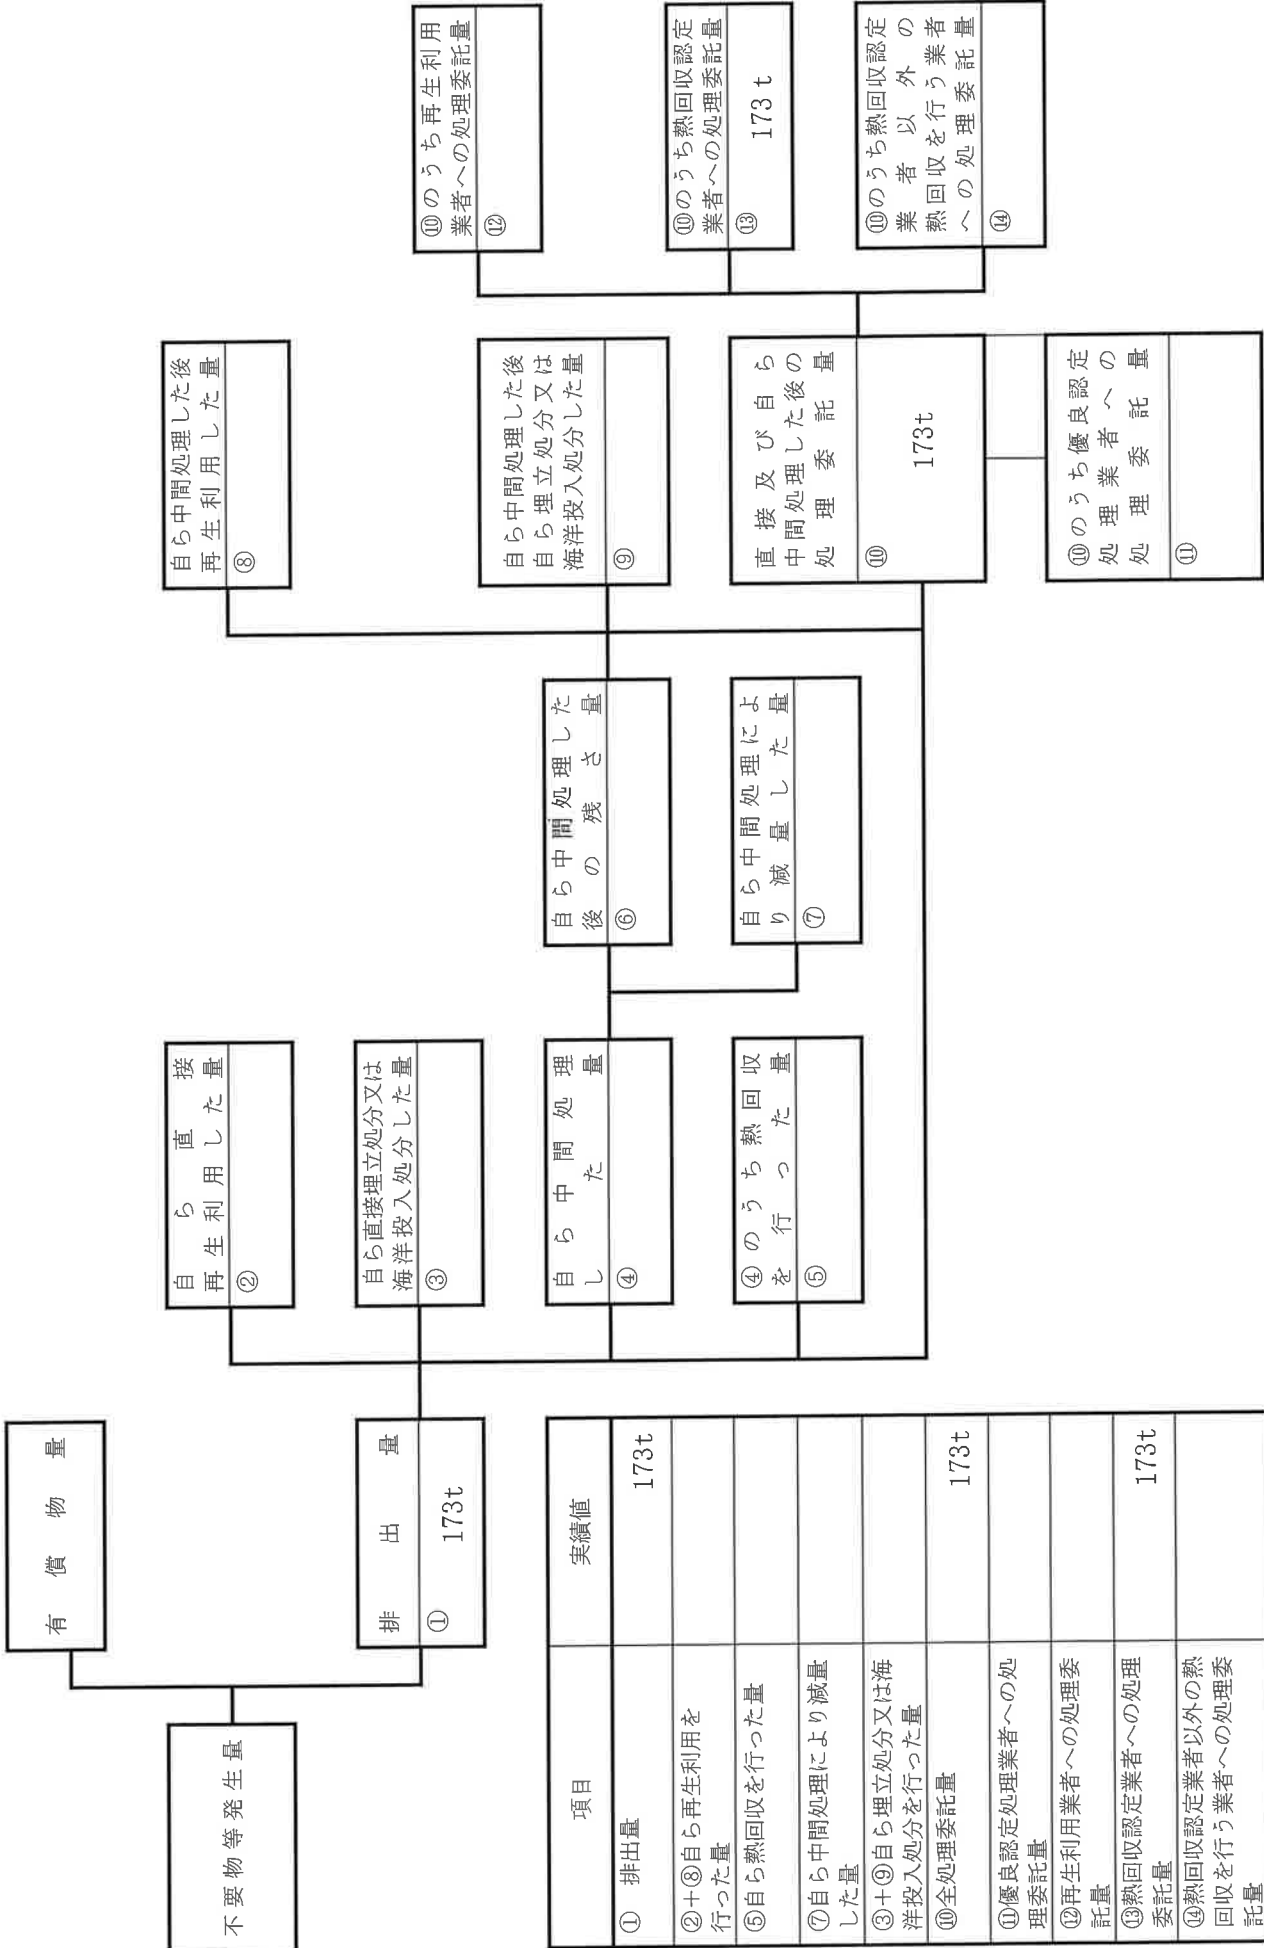 有償物量
不要物等発生量
排出量
①
173t
自ら直接
再生利用した量
②
自ら直接埋立処分又は
海洋投入処分した量
③
自ら中間処理
した量
④
④のうち熱回収
を行った量
⑤
自ら中間処理した
後の残さ量
⑥
自ら中間処理によ
り減量した量
⑦
自ら中間処理した後
再生利用した量
⑧
自ら中間処理した後
自ら埋立処分又は
海洋投入処分した量
⑨
直接及び自ら
中間処理した後の
処理委託量
⑩
173t
⑩のうち優良認定
処理業者への
処理委託量
⑪
⑩のうち再生利用
業者への処理委託量
⑫
⑩のうち熱回収認定
業者への処理委託量
⑬
173 t
⑩のうち熱回収認定
業者以外の
熱回収を行う業者
への処理委託量
⑭
項目 実績値
① 排出量 173t
②+⑧自ら再生利用を
行った量
⑤自ら熱回収を行った量
⑦自ら中間処理により減量
した量
③+⑨自ら埋立処分又は海
洋投入処分を行った量
⑩全処理委託量 173t
⑪優良認定処理業者への処
理委託量
⑫再生利用業者への処理委
託量
⑬熱回収認定業者への処理
委託量 173t
⑭熱回収認定業者以外の熱
回収を行う業者への処理委
託量